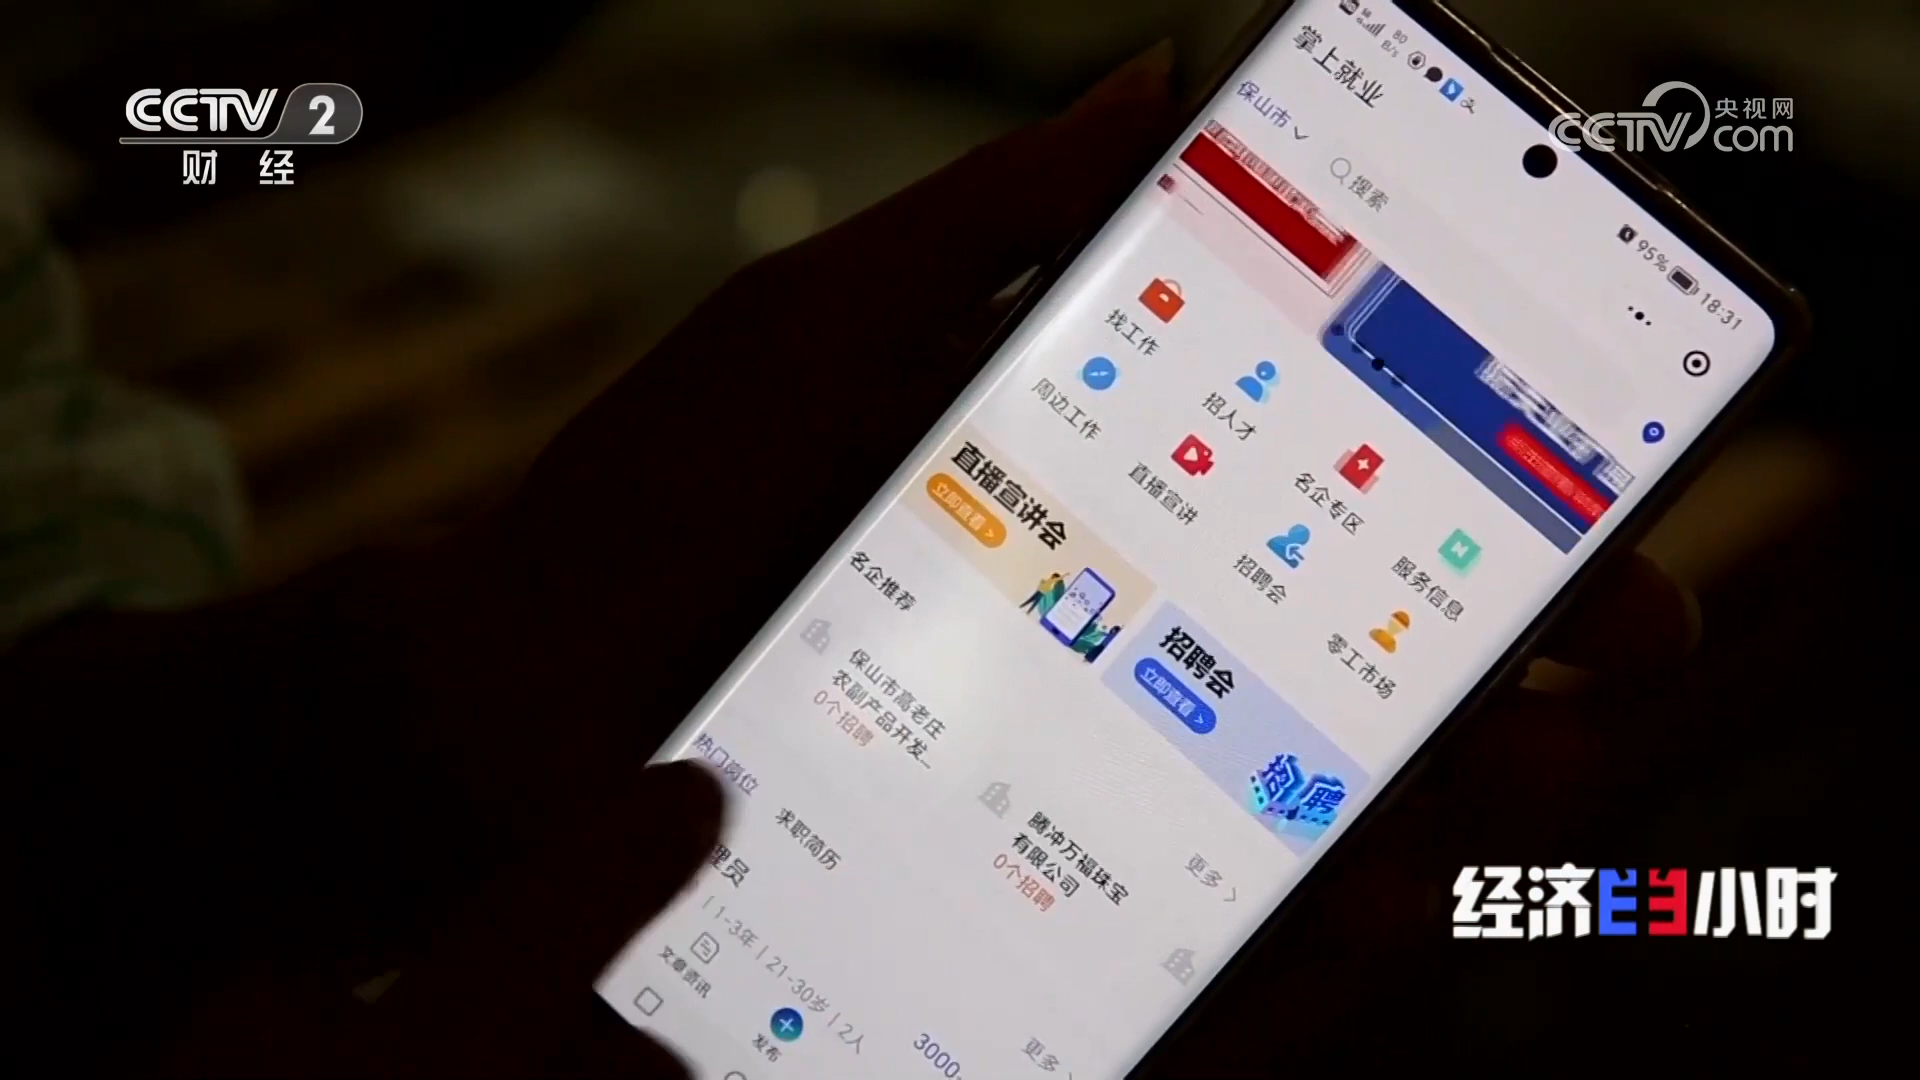 CCTV 2
财 经
央视网
CCTV.com
80
B/s
95%
18:31
掌上就业
保山市
搜索
找工作
招人才
名企专区
服务信息
周边工作
直播宣讲
招聘会
零工市场
直播宣讲会
立即查看 >
招聘会
立即查看 >
招聘
名企推荐
更多
保山市高老庄
农副产品开发...
0个招聘
腾冲万福珠宝
有限公司
0个招聘
热门岗位
求职简历
更多
理员
1-3年 | 21-30岁 | 2人
3000-
文章资讯
发布
经济半小时